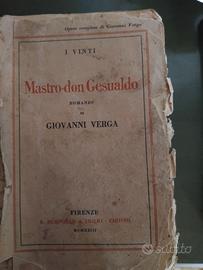 Opere complete di Giovanni Verga
I VINTI
Mastro-don Gesualdo
ROMANZO
DI
GIOVANNI VERGA
FIRENZE
R. BEMPORAD & FIGLIO - EDITORI
subito